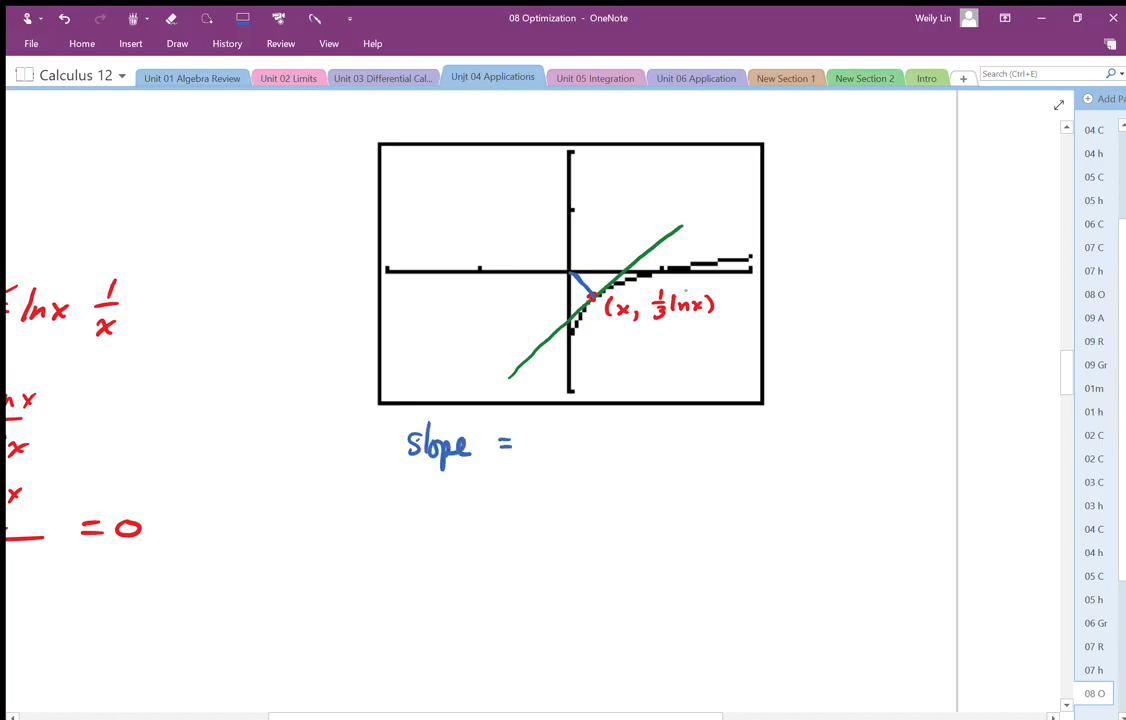 08 Optimization - OneNote
Weily Lin
File Home Insert Draw History Review View Help
Calculus 12
Unit 01 Algebra Review
Unit 02 Limits
Unit 03 Differential Cal...
Unit 04 Applications
Unit 05 Integration
Unit 06 Application
New Section 1
New Section 2
Intro
+
Search (Ctrl+E)
Add Pa
04 C
04 h
05 C
05 h
06 C
07 C
07 h
08 O
09 A
09 R
09 Gr
01m
01 h
02 C
02 C
03 C
03 h
04 C
04 h
05 C
05 h
06 Gr
07 R
07 h
08 O
(x, 1/3 lnx)
lnx 1/x
x
x
x
= 0
slope =